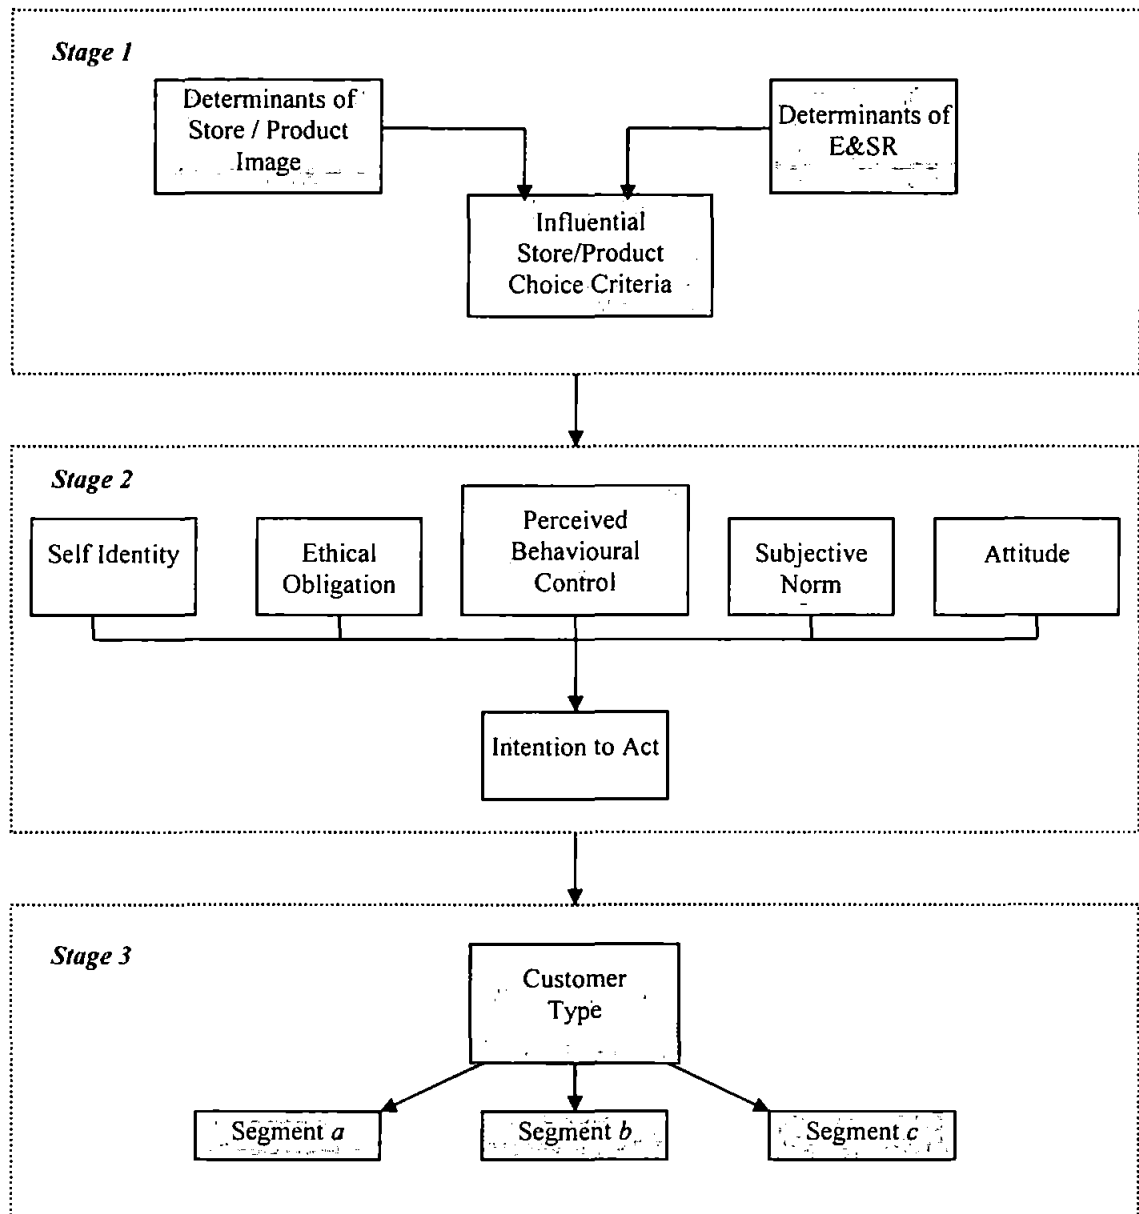 Stage 1
Determinants of
Store / Product
Image
Determinants of
E&SR
Influential
Store/Product
Choice Criteria
Stage 2
Self Identity
Ethical
Obligation
Perceived
Behavioural
Control
Subjective
Norm
Attitude
Intention to Act
Stage 3
Customer
Type
Segment a
Segment b
Segment c